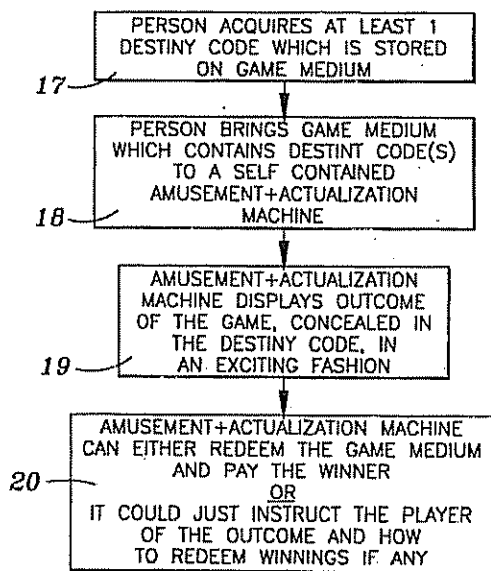 PERSON ACQUIRES AT LEAST 1
DESTINY CODE WHICH IS STORED
ON GAME MEDIUM
17
PERSON BRINGS GAME MEDIUM
WHICH CONTAINS DESTINT CODE(S)
TO A SELF CONTAINED
AMUSEMENT+ACTUALIZATION
MACHINE
18
AMUSEMENT+ACTUALIZATION
MACHINE DISPLAYS OUTCOME
OF THE GAME, CONCEALED IN
THE DESTINY CODE, IN
AN EXCITING FASHION
19
AMUSEMENT+ACTUALIZATION MACHINE
CAN EITHER REDEEM THE GAME MEDIUM
AND PAY THE WINNER
20
OR
IT COULD JUST INSTRUCT THE PLAYER
OF THE OUTCOME AND HOW
TO REDEEM WINNINGS IF ANY